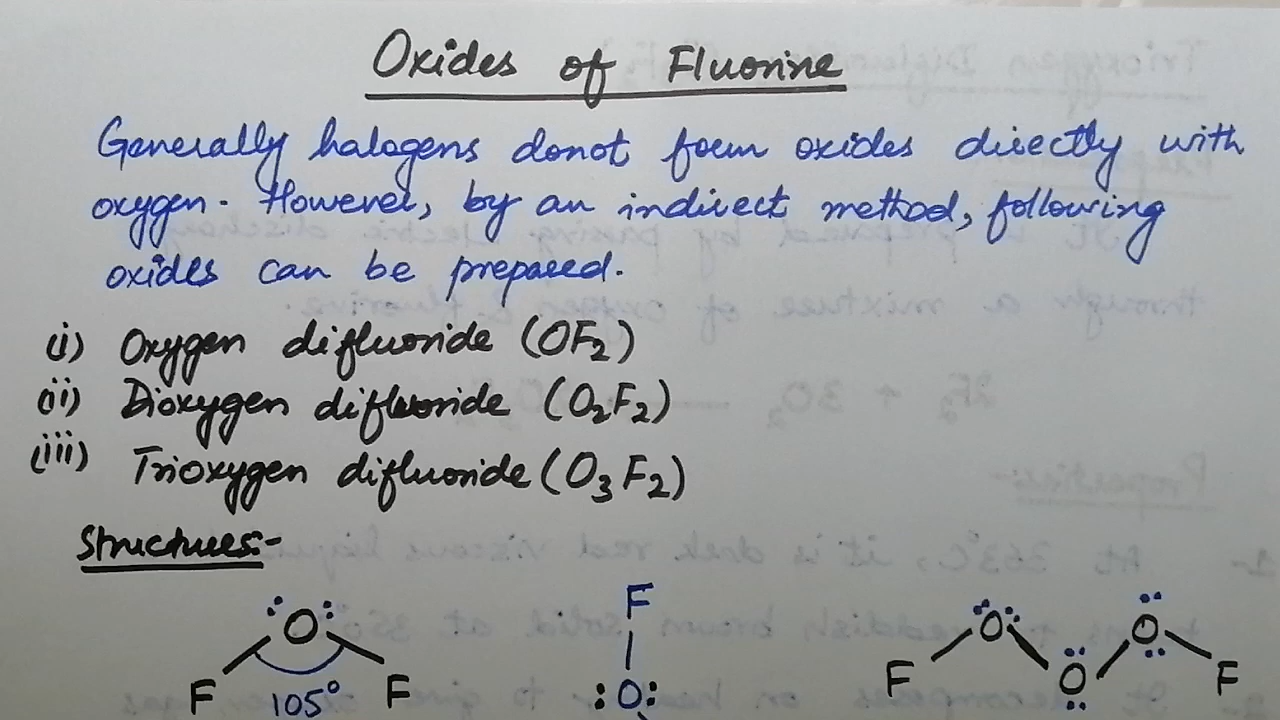 Oxides of Fluorine
Generally halogens donot form oxides directly with
oxygen. However, by an indirect method, following
oxides can be prepared.
(i) Oxygen difluoride (OF₂)
(ii) Dioxygen difluoride (O₂F₂)
(iii) Trioxygen difluoride (O₃F₂)
Structures:-
O F F 105°
F O
F O O O F